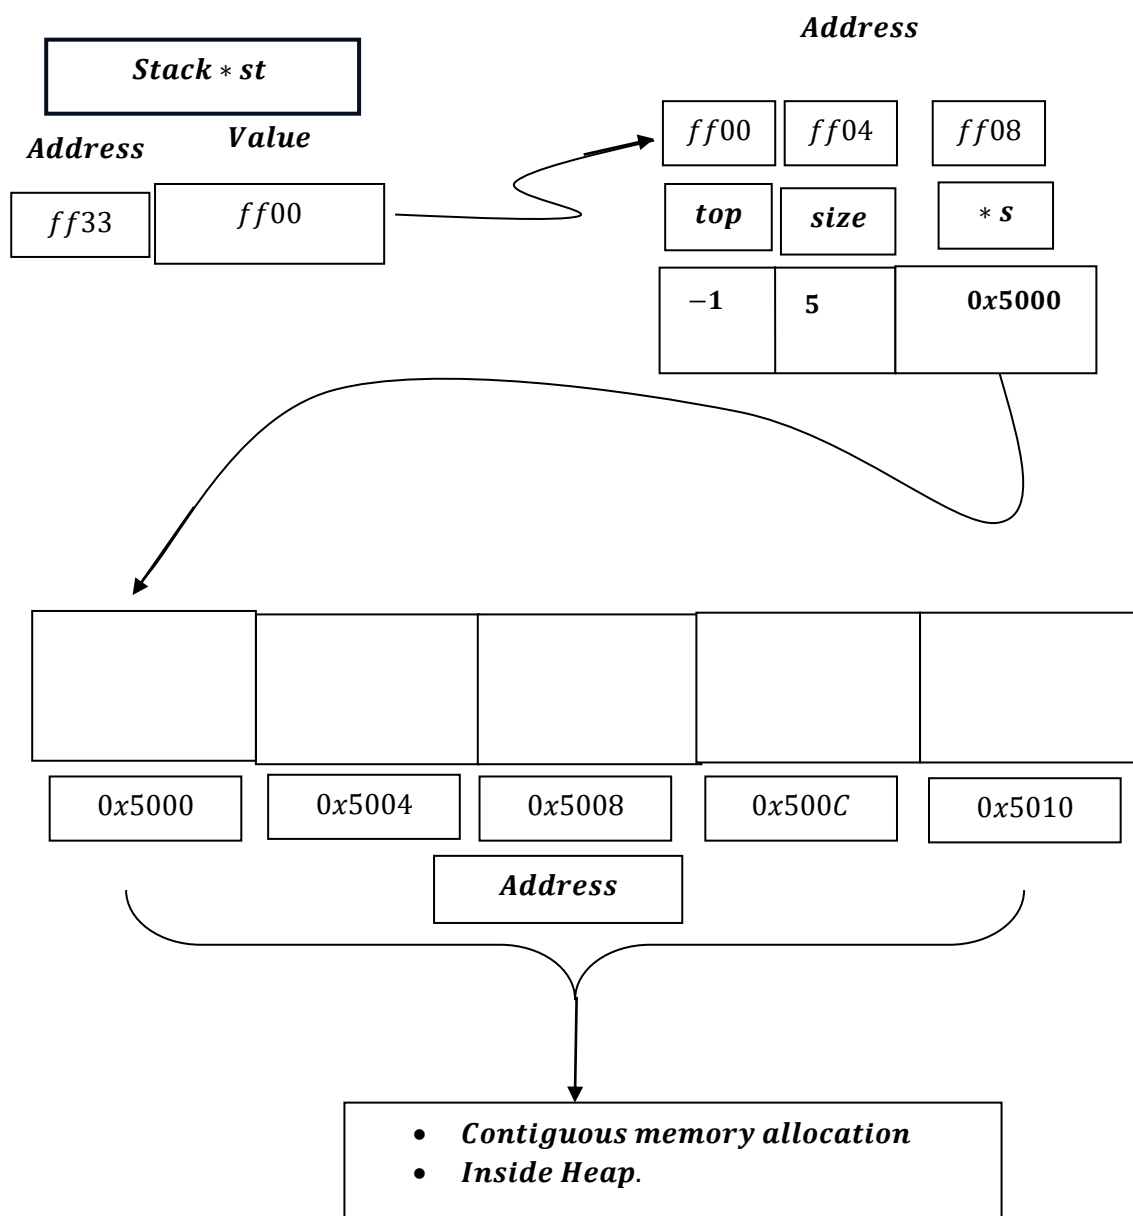 Address
Stack * st
Address Value
ff33 ff00
ff00 ff04 ff08
top size * s
−1 5 0x5000
0x5000 0x5004 0x5008 0x500C 0x5010
Address
• Contiguous memory allocation
• Inside Heap.